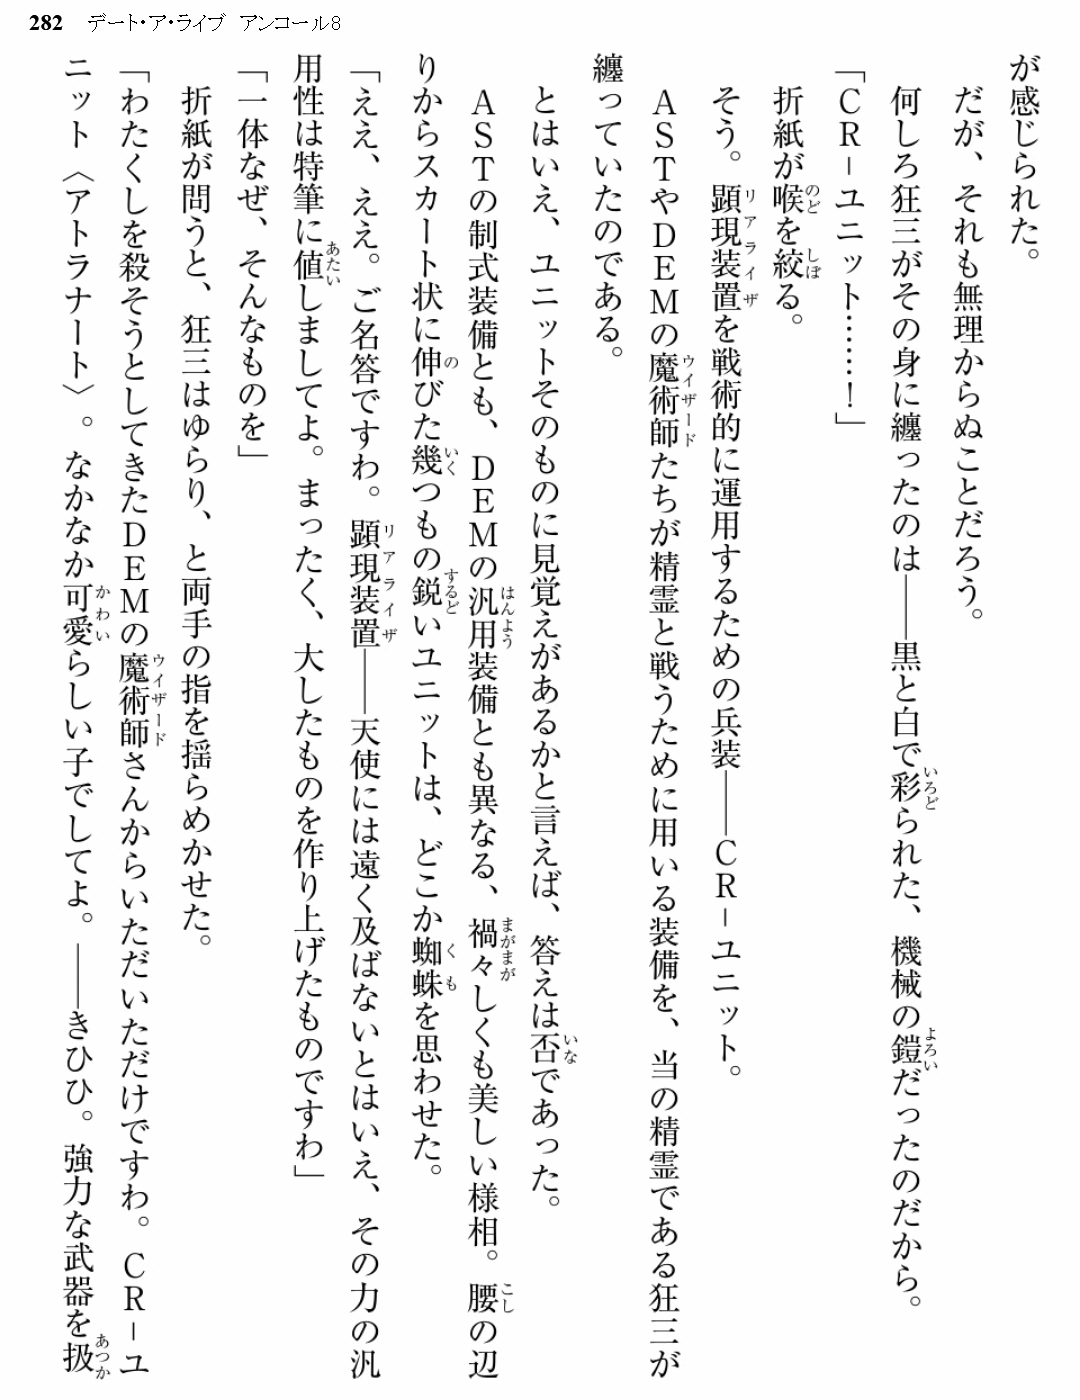 282 デート・ア・ライブ アンコール8
が感じられた。
だが、それも無理からぬことだろう。
何しろ狂三がその身に纏ったのは――黒と白で彩られた、機械の鎧だったのだから。
「CR-ユニット……！」
折紙が喉を絞る。
そう。顕現装置を戦術的に運用するための兵装――CR-ユニット。
ASTやDEMの魔術師たちが精霊と戦うために用いる装備を、当の精霊である狂三が
纏っていたのである。
とはいえ、ユニットそのものに見覚えがあるかと言えば、答えは否であった。
ASTの制式装備とも、DEMの汎用装備とも異なる、禍々しくも美しい様相。腰の辺
りからスカート状に伸びた幾つもの鋭いユニットは、どこか蜘蛛を思わせた。
「ええ、ええ。ご名答ですわ。顕現装置――天使には遠く及ばないとはいえ、その力の汎
用性は特筆に値しましてよ。まったく、大したものを作り上げたものですわ」
「一体なぜ、そんなものを」
折紙が問うと、狂三はゆらり、と両手の指を揺らめかせた。
「わたくしを殺そうとしてきたDEMの魔術師さんからいただいただけですわ。CR-ユ
ニット〈アトラナート〉。なかなか可愛らしい子でしてよ。――きひひ。強力な武器を扱